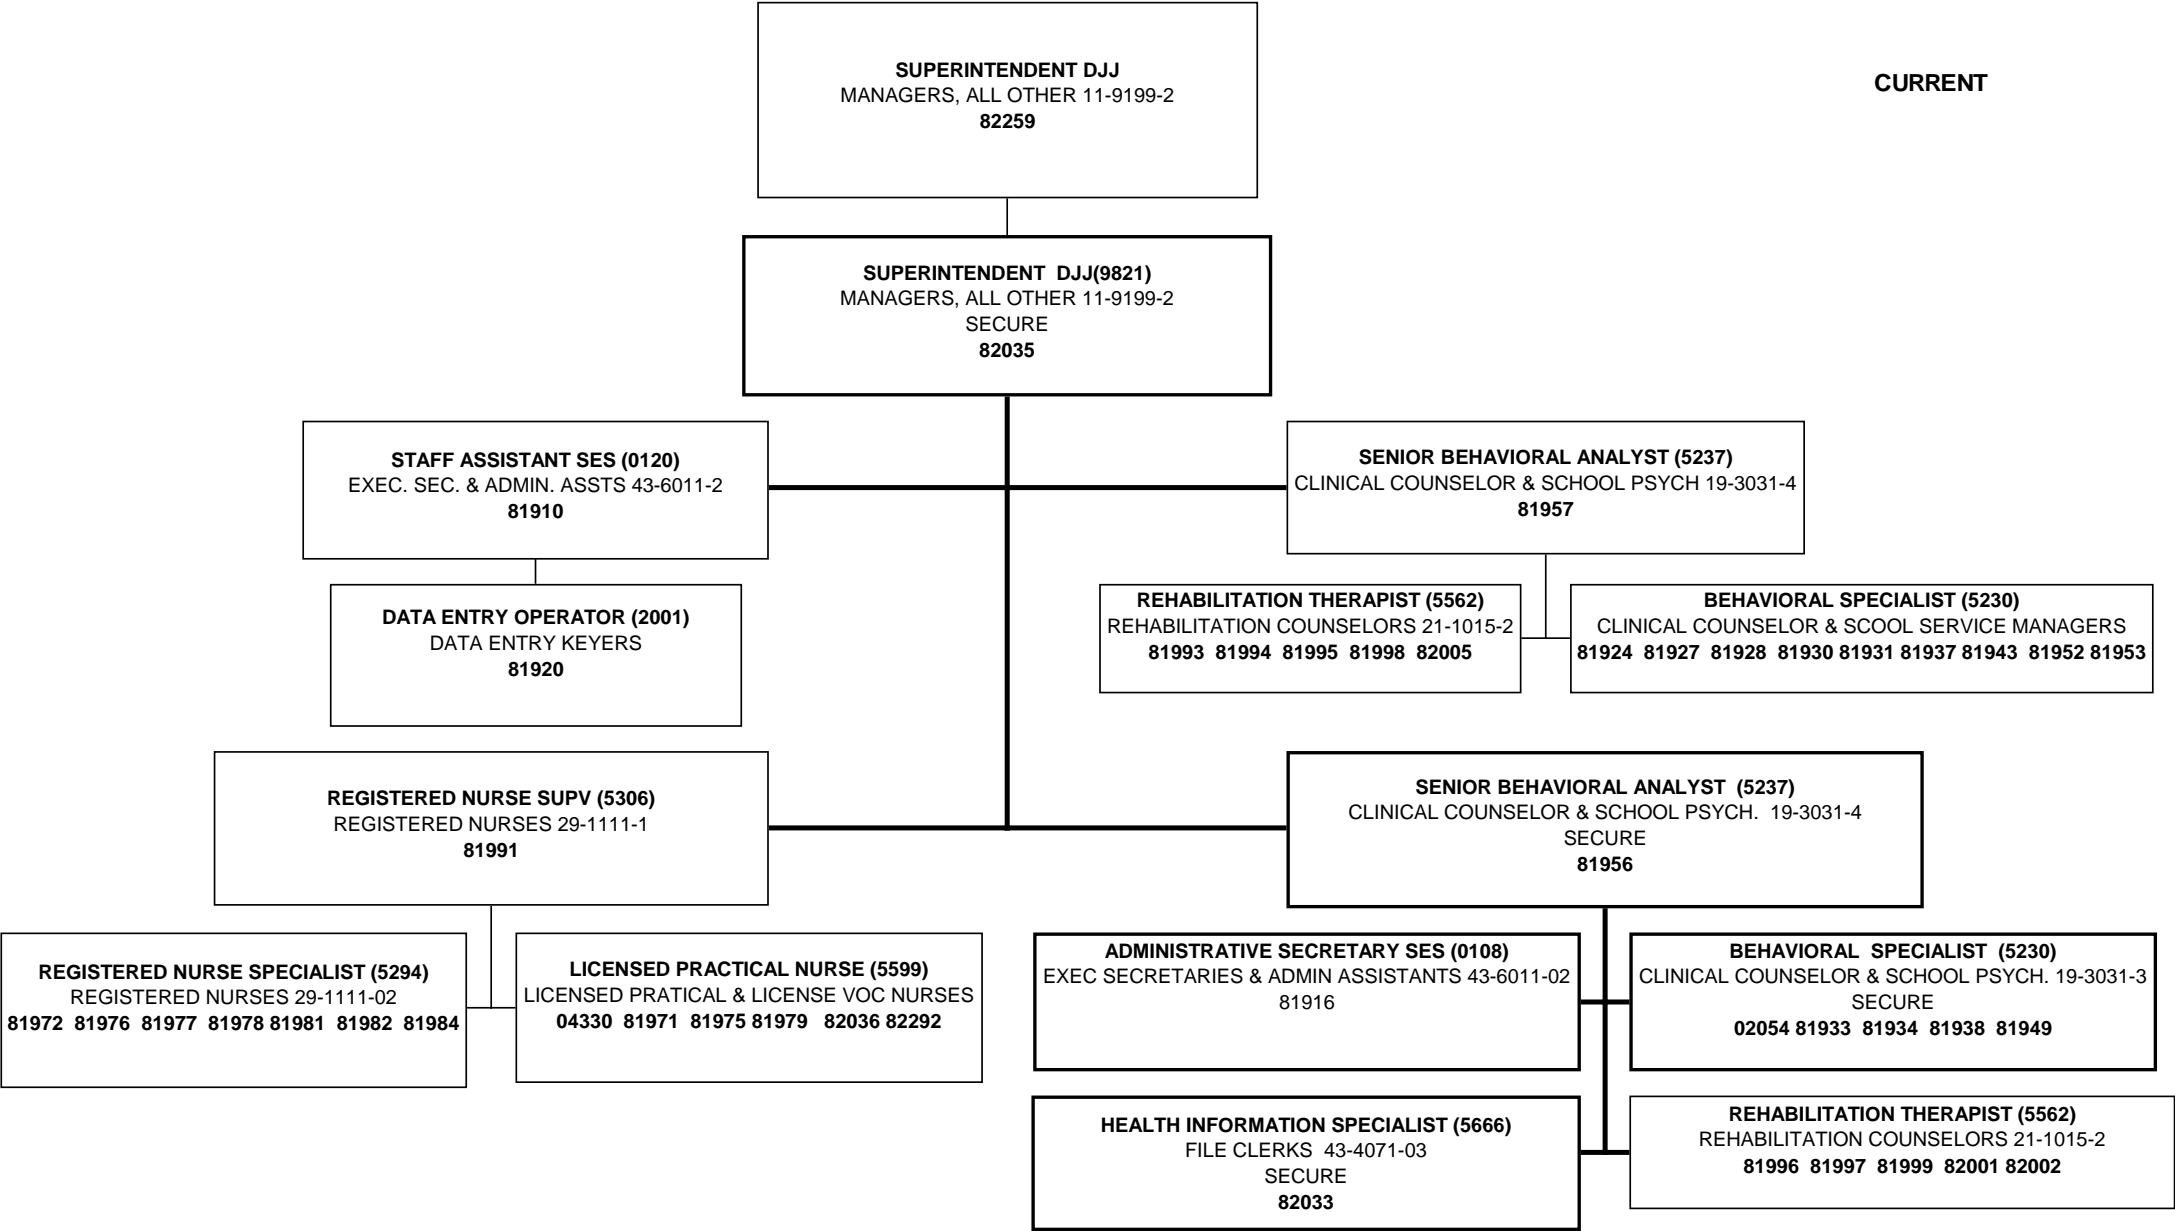 SUPERINTENDENT DJJ
MANAGERS, ALL OTHER 11-9199-2
82259
CURRENT
SUPERINTENDENT  DJJ(9821)
MANAGERS, ALL OTHER 11-9199-2
SECURE
82035
STAFF ASSISTANT SES (0120)
EXEC. SEC. & ADMIN. ASSTS 43-6011-2
81910
SENIOR BEHAVIORAL ANALYST (5237)
CLINICAL COUNSELOR & SCHOOL PSYCH 19-3031-4
81957
DATA ENTRY OPERATOR (2001)
DATA ENTRY KEYERS
81920
REHABILITATION THERAPIST (5562)
REHABILITATION COUNSELORS 21-1015-2
81993  81994  81995  81998  82005
BEHAVIORAL SPECIALIST (5230)
CLINICAL COUNSELOR & SCOOL SERVICE MANAGERS
81924  81927  81928  81930 81931 81937 81943  81952 81953
REGISTERED NURSE SUPV (5306)
REGISTERED NURSES 29-1111-1
81991
SENIOR BEHAVIORAL ANALYST  (5237)
CLINICAL COUNSELOR & SCHOOL PSYCH.  19-3031-4
SECURE
81956
REGISTERED NURSE SPECIALIST (5294)
REGISTERED NURSES 29-1111-02
81972  81976  81977  81978 81981  81982  81984
LICENSED PRACTICAL NURSE (5599)
LICENSED PRATICAL & LICENSE VOC NURSES
04330  81971  81975 81979   82036 82292
ADMINISTRATIVE SECRETARY SES (0108)
EXEC SECRETARIES & ADMIN ASSISTANTS 43-6011-02
81916
BEHAVIORAL  SPECIALIST  (5230)
CLINICAL COUNSELOR & SCHOOL PSYCH. 19-3031-3
SECURE
02054 81933  81934  81938  81949
HEALTH INFORMATION SPECIALIST (5666)
FILE CLERKS  43-4071-03
SECURE
82033
REHABILITATION THERAPIST (5562)
REHABILITATION COUNSELORS 21-1015-2
81996  81997  81999  82001 82002